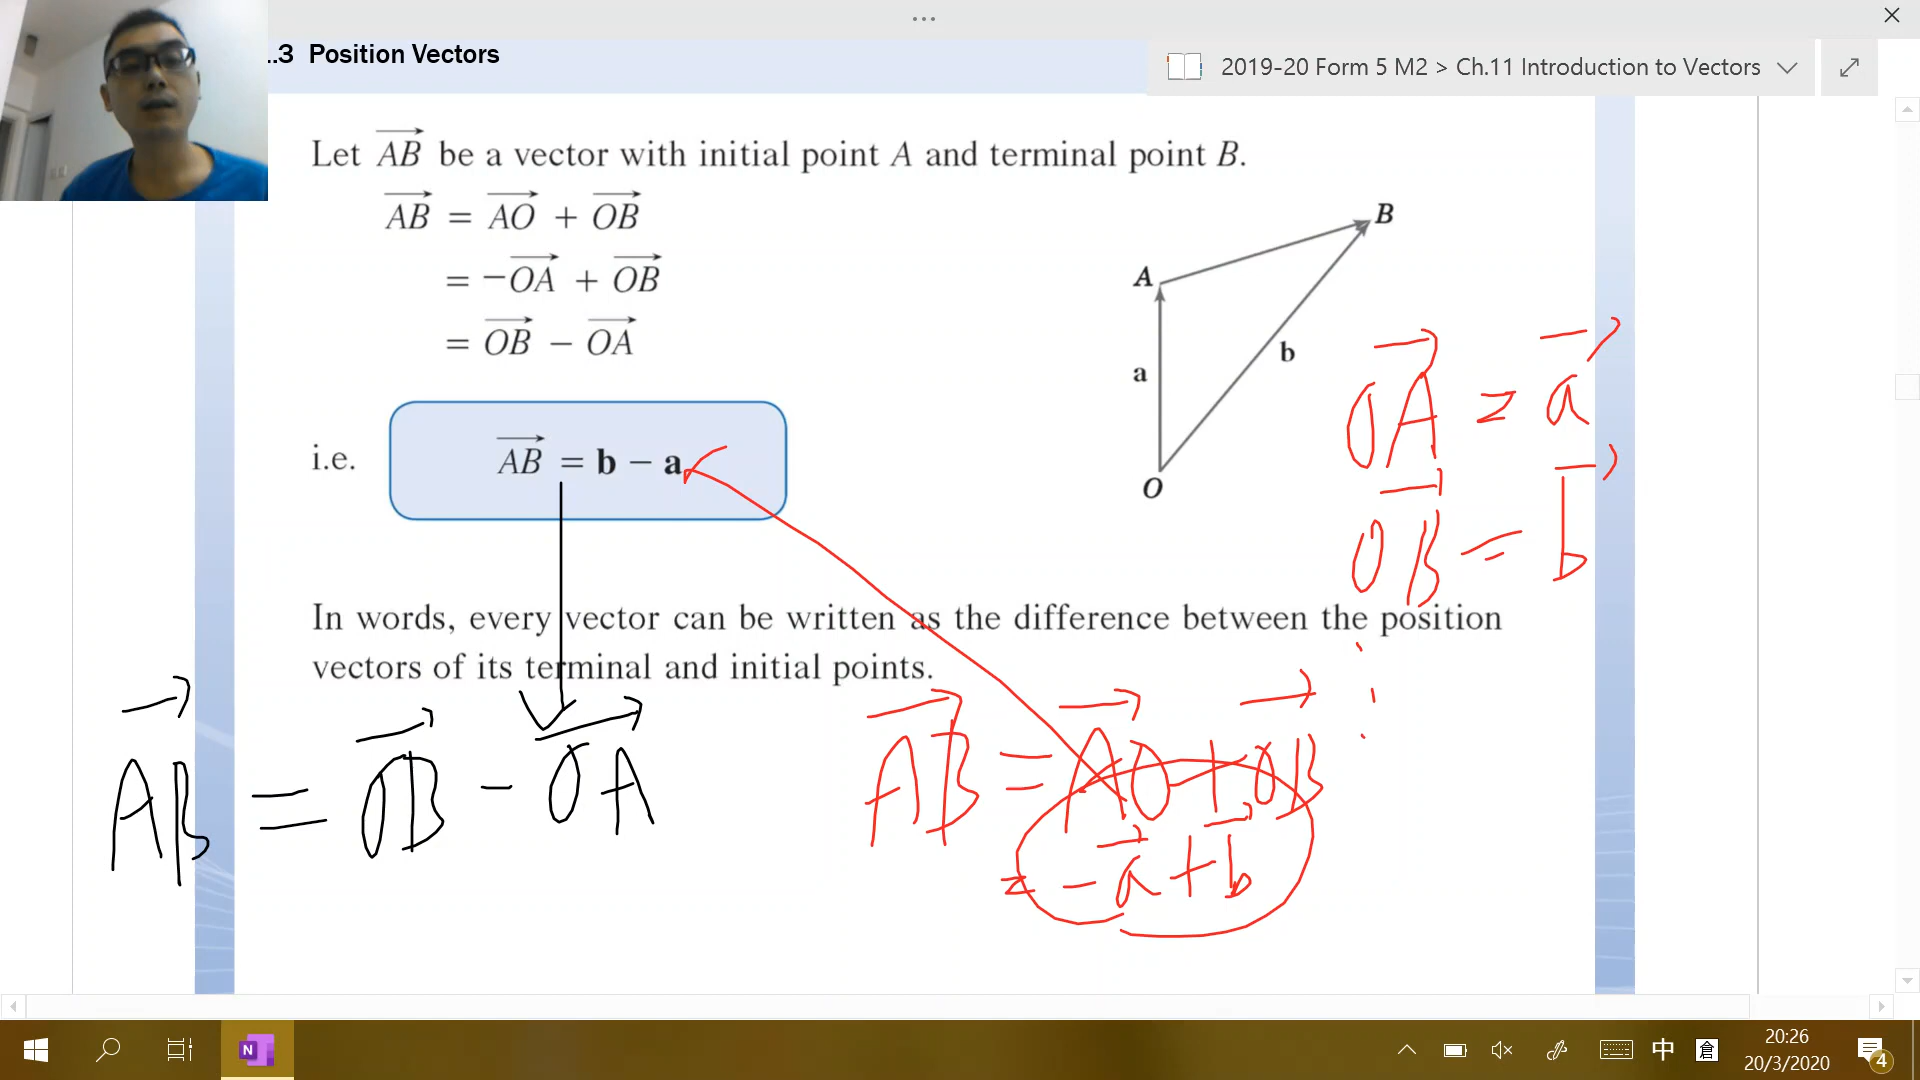 .3 Position Vectors
2019-20 Form 5 M2 > Ch.11 Introduction to Vectors
Let AB be a vector with initial point A and terminal point B.
AB = AO + OB
= −OA + OB
= OB − OA
i.e. AB = b − a
B
A
b
a
O
OA = a
OB = b
In words, every vector can be written as the difference between the position
vectors of its terminal and initial points.
AB = OB - OA
AB = AO + OB
= -a + b
N
中
倉
20:26
20/3/2020
4